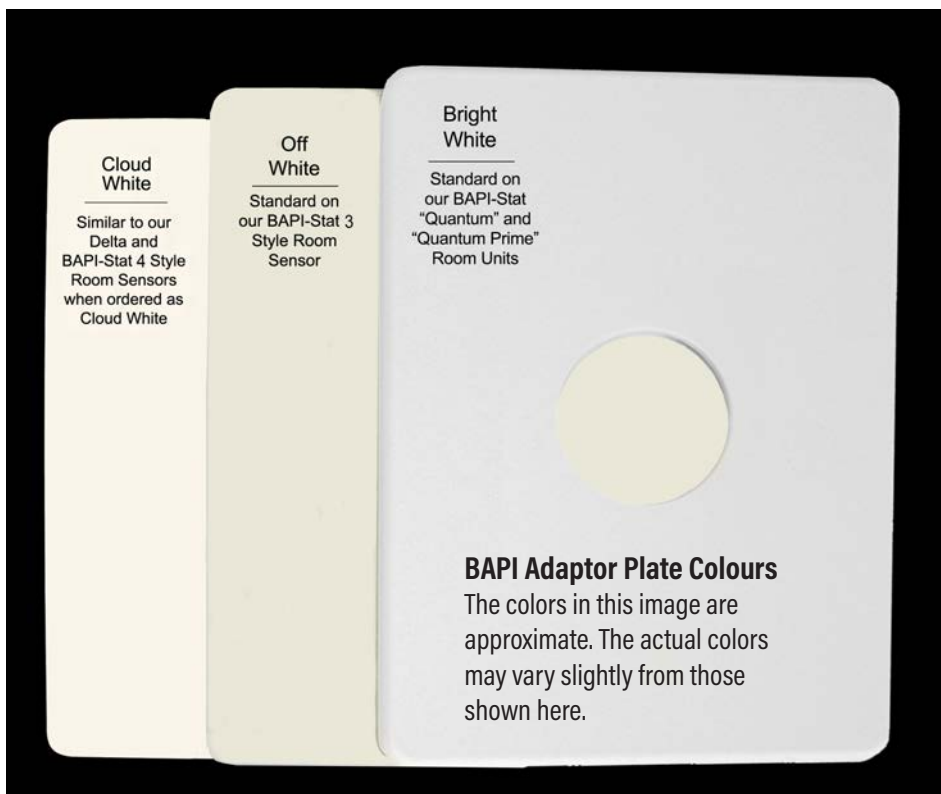 Cloud
White
Similar to our
Delta and
BAPI-Stat 4 Style
Room Sensors
when ordered as
Cloud White
Off
White
Standard on
our BAPI-Stat 3
Style Room
Sensor
Bright
White
Standard on
our BAPI-Stat
“Quantum” and
“Quantum Prime”
Room Units
BAPI Adaptor Plate Colours
The colors in this image are
approximate. The actual colors
may vary slightly from those
shown here.